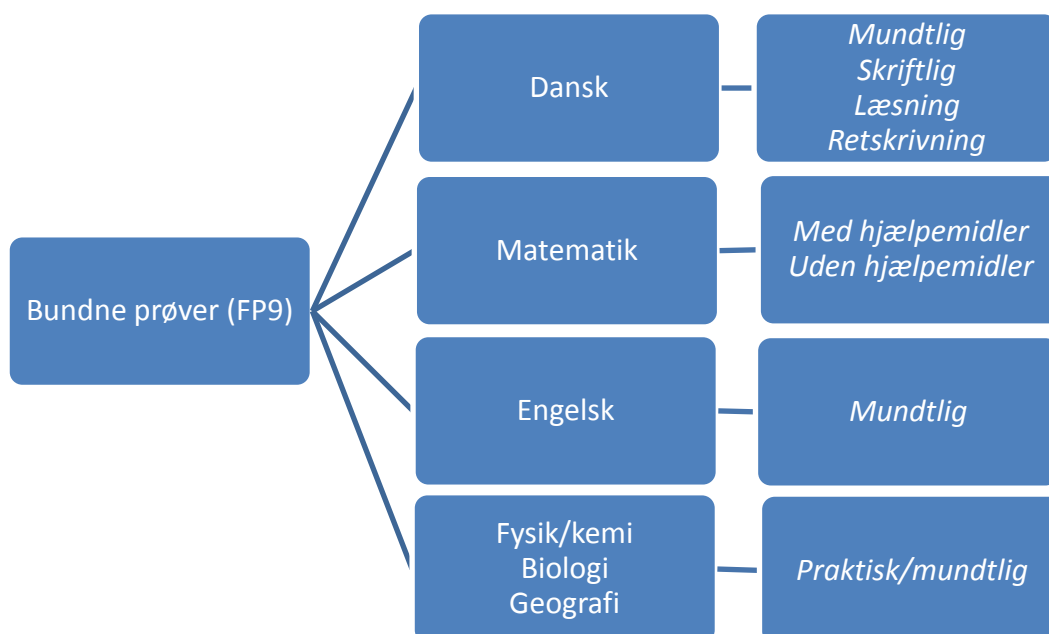 Bundne prøver (FP9)
Dansk
Mundtlig
Skriftlig
Læsning
Retskrivning
Matematik
Med hjælpemidler
Uden hjælpemidler
Engelsk
Mundtlig
Fysik/kemi
Biologi
Geografi
Praktisk/mundtlig